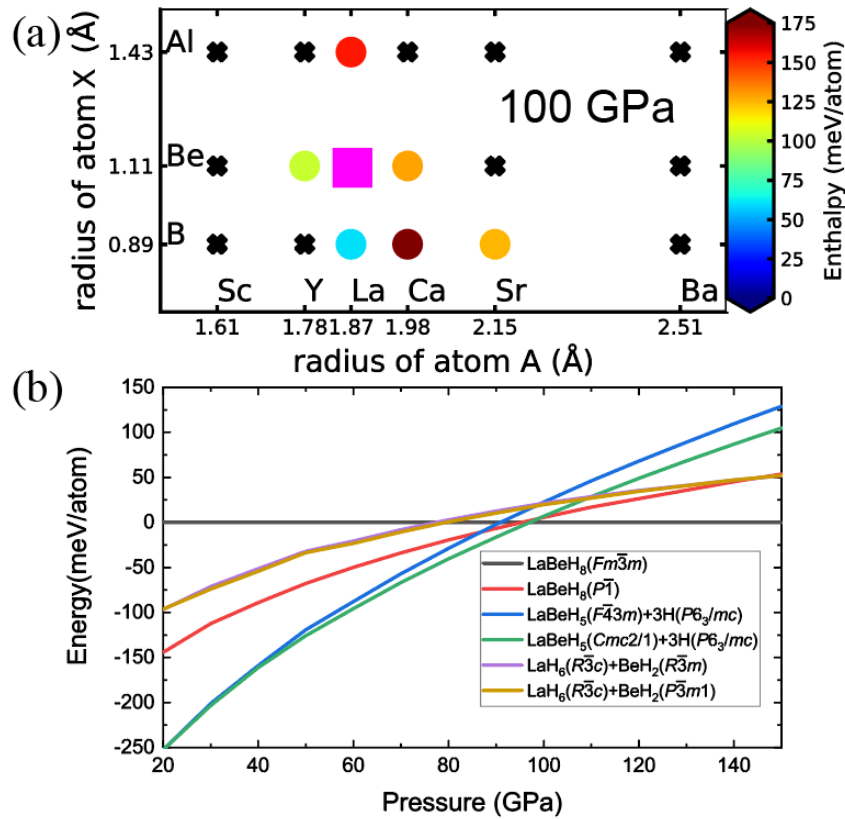 (a)
radius of atom X (Å)
1.43
1.11
0.89
Al
Be
B
100 GPa
Sc Y La Ca Sr Ba
1.61 1.78 1.87 1.98 2.15 2.51
radius of atom A (Å)
175
150
125
100
75
50
25
0
Enthalpy (meV/atom)
(b)
Energy(meV/atom)
150
100
50
0
-50
-100
-150
-200
-250
LaBeH₈(Fm3̅m)
LaBeH₈(P1̅)
LaBeH₅(F4̅3m)+3H(P6₃/mc)
LaBeH₅(Cmc2/1)+3H(P6₃/mc)
LaH₆(R3̅c)+BeH₂(R3̅m)
LaH₆(R3̅c)+BeH₂(P3̅m1)
20 40 60 80 100 120 140
Pressure (GPa)